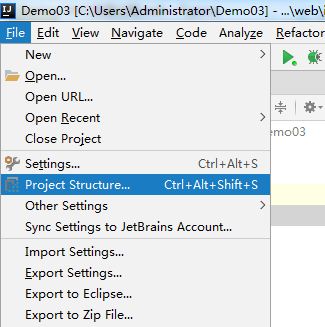 Demo03 [C:\Users\Administrator\Demo03] - ...\web\i
File Edit View Navigate Code Analyze Refactor
New
Open...
Open URL...
Open Recent
Close Project
Settings... Ctrl+Alt+S
Project Structure... Ctrl+Alt+Shift+S
Other Settings
Sync Settings to JetBrains Account...
Import Settings...
Export Settings...
Export to Eclipse...
Export to Zip File...
emo03